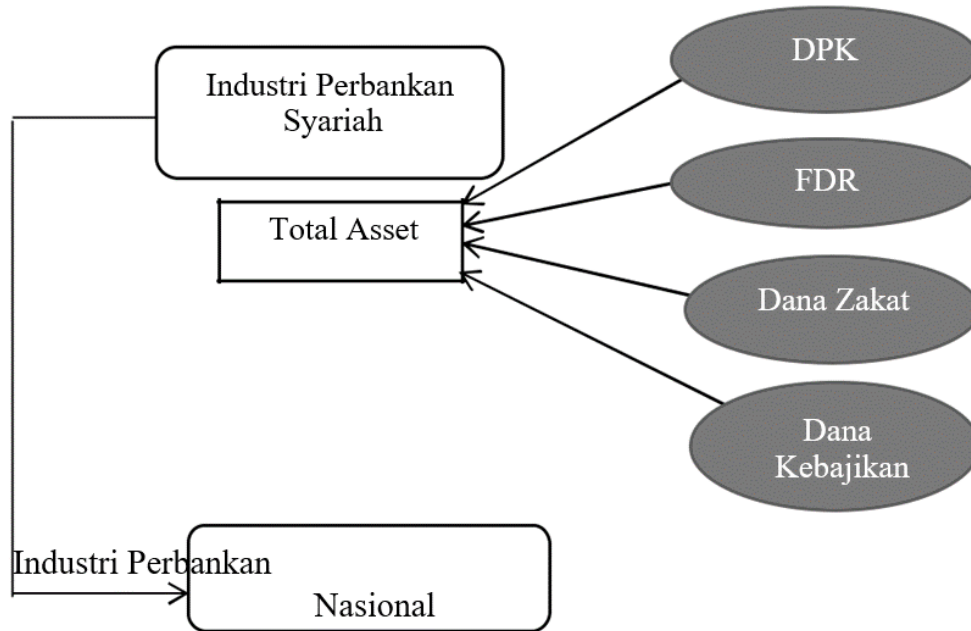 Industri Perbankan
Syariah
Total Asset
DPK
FDR
Dana Zakat
Dana
Kebajikan
Industri Perbankan
Nasional